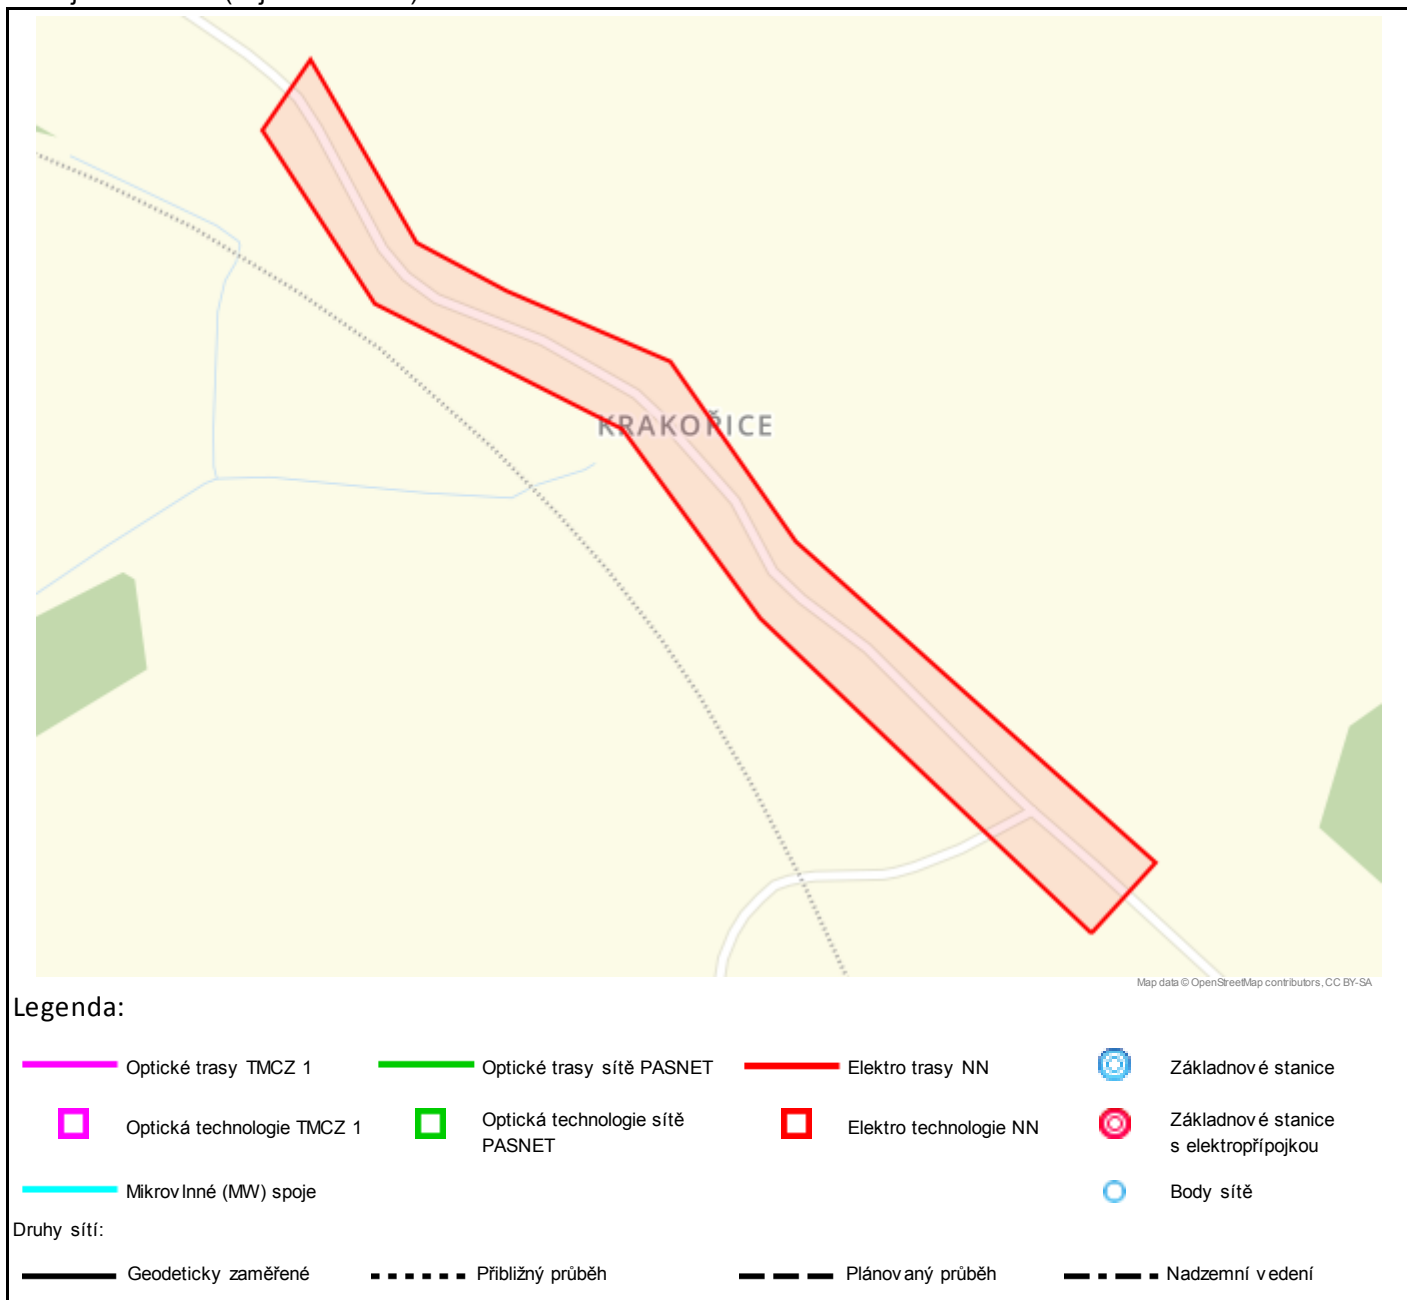 KRAKOŘICE
Map data © OpenStreetMap contributors, CC BY-SA
Legenda:
Optické trasy TMCZ 1
Optické trasy sítě PASNET
Elektro trasy NN
Základnové stanice
Optická technologie TMCZ 1
Optická technologie sítě
PASNET
Elektro technologie NN
Základnové stanice
s elektropřípojkou
Mikrovlnné (MW) spoje
Body sítě
Druhy sítí:
Geodeticky zaměřené
Přibližný průběh
Plánovaný průběh
Nadzemní vedení